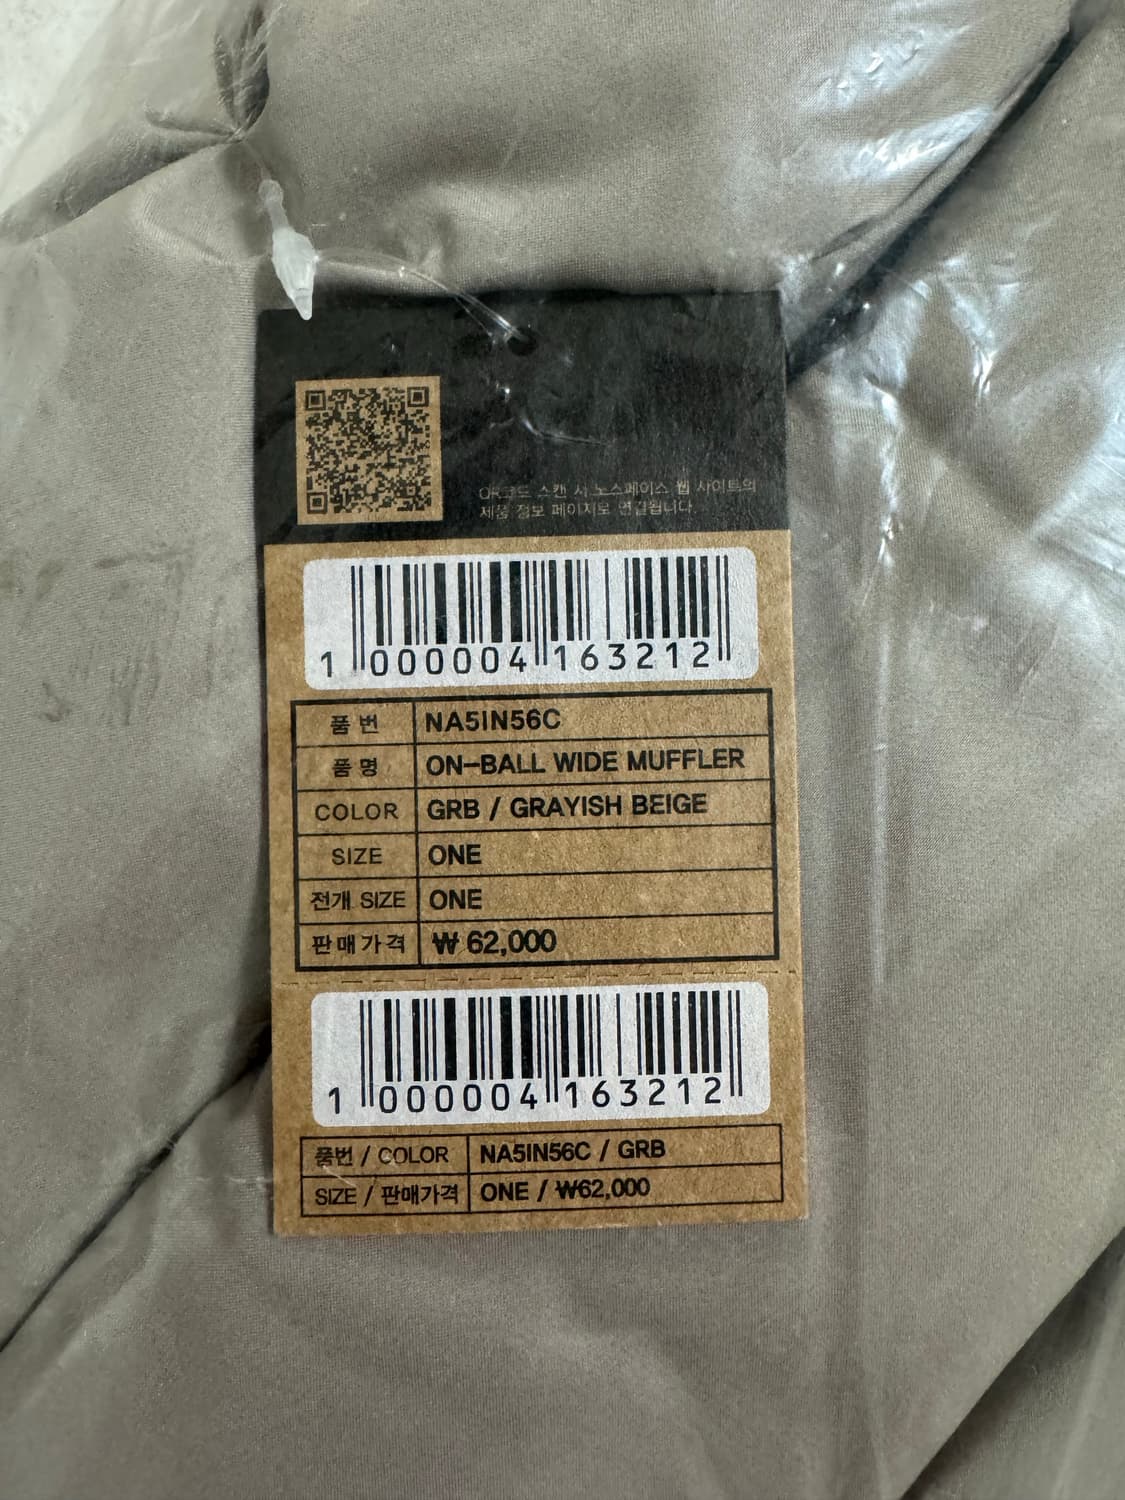 QR코드 스캔 시 노스페이스 웹 사이트의
제품 정보 페이지로 연결됩니다.
1 000004 163212
품번 NA5IN56C
품명 ON-BALL WIDE MUFFLER
COLOR GRB / GRAYISH BEIGE
SIZE ONE
전개 SIZE ONE
판매가격 ₩ 62,000
1 000004 163212
품번 / COLOR NA5IN56C / GRB
SIZE / 판매가격 ONE / ₩62,000